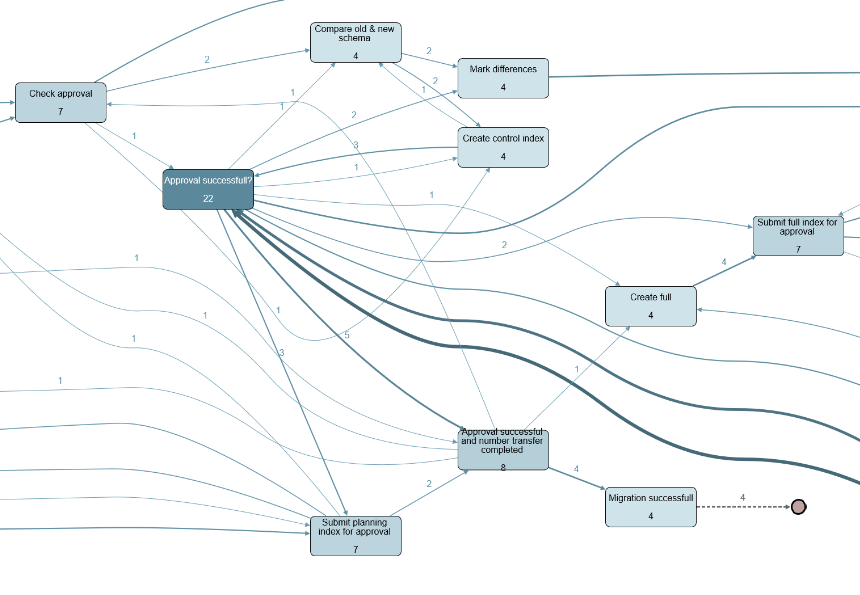 Compare old & new
schema
4
2
2
Mark differences
4
2
1
Check approval
7
1
1
2
Create control index
4
1
3
1
Approval successfull?
22
1
2
Submit full index for
approval
7
4
1
Create full
4
1
1
5
1
3
1
1
Approval successful
and number transfer
completed
8
4
2
Migration successfull
4
4
Submit planning
index for approval
7